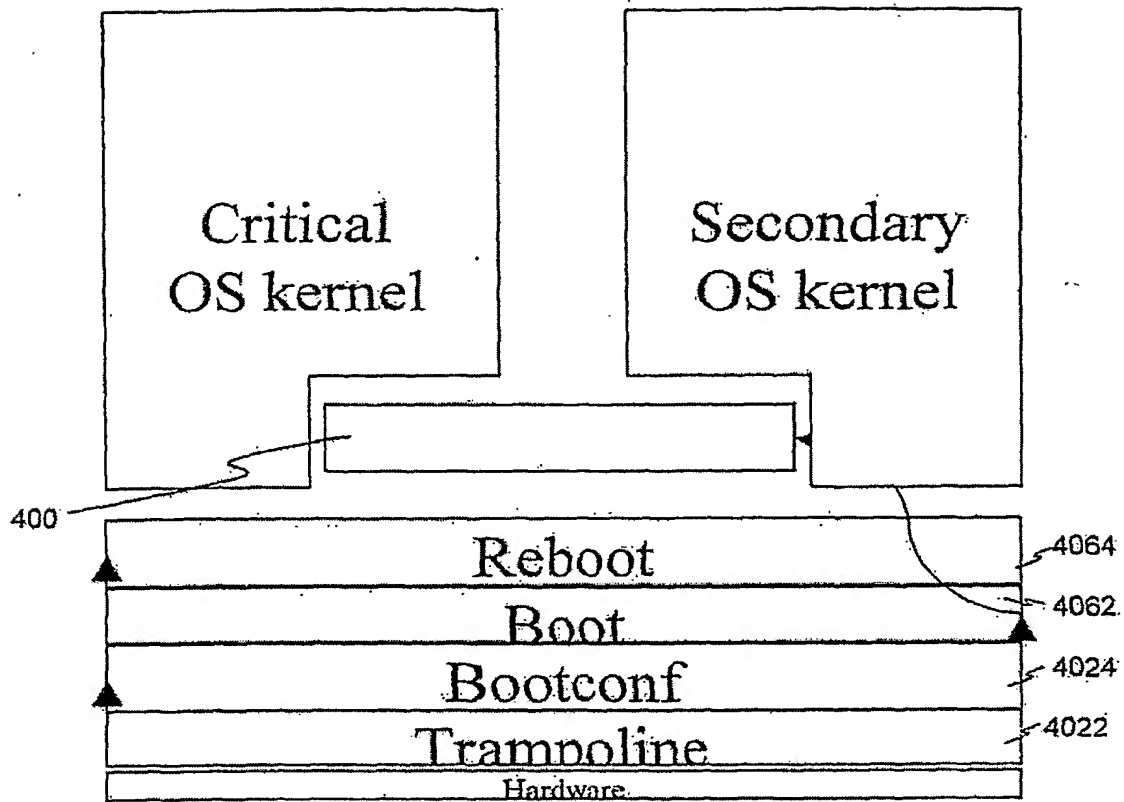 Critical
OS kernel
Secondary
OS kernel
400
Reboot
4064
Boot
4062
Bootconf
4024
Trampoline
4022
Hardware